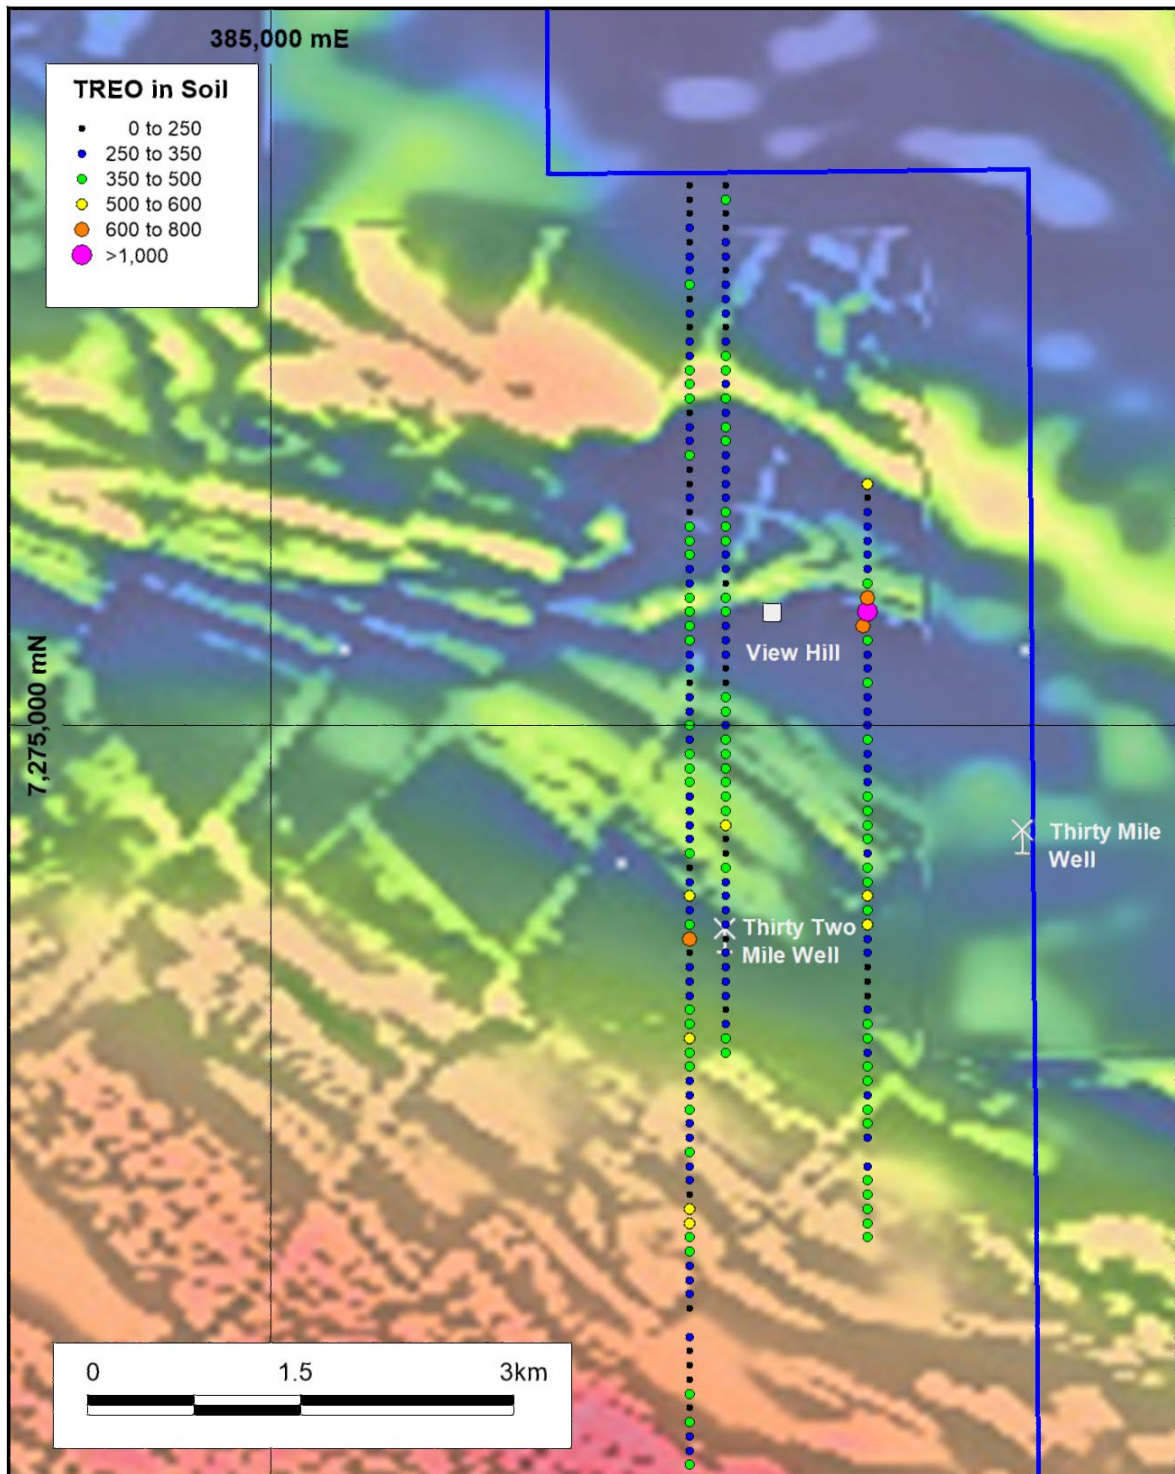 385,000 mE
TREO in Soil
0 to 250
250 to 350
350 to 500
500 to 600
600 to 800
>1,000
7,275,000 mN
View Hill
Thirty Mile
Well
Thirty Two
Mile Well
0 1.5 3km